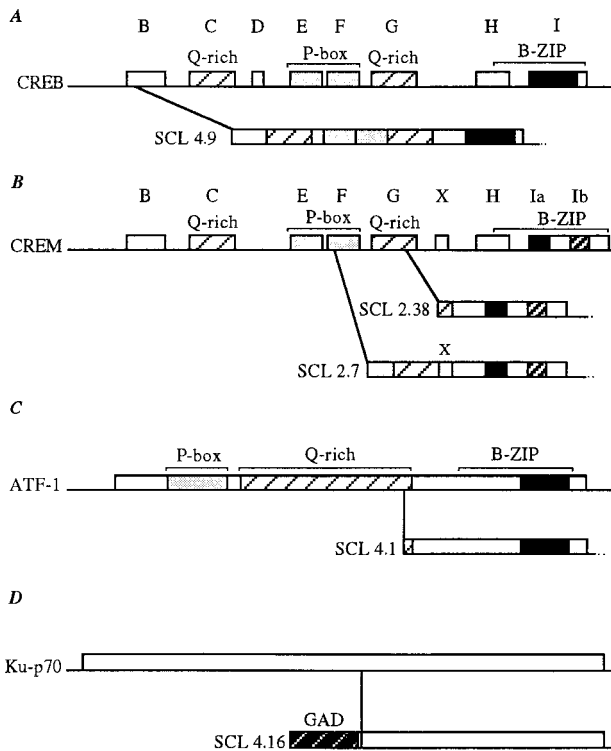 A
B C D E F G H I
Q-rich P-box Q-rich B-ZIP
CREB
SCL 4.9
B
B C E F G X H Ia Ib
Q-rich P-box Q-rich B-ZIP
CREM
SCL 2.38
X
SCL 2.7
C
P-box Q-rich B-ZIP
ATF-1
SCL 4.1
D
Ku-p70
GAD
SCL 4.16